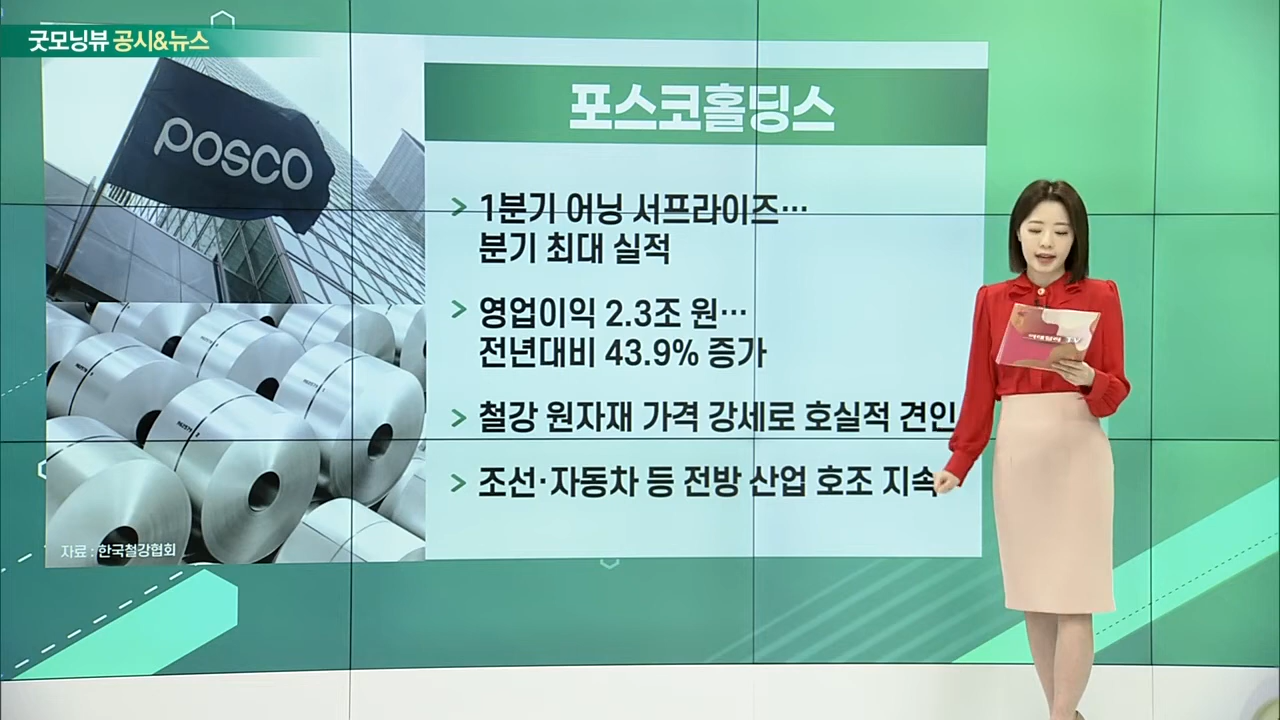 굿모닝뷰 공시&뉴스
posco
포스코홀딩스
> 1분기 어닝 서프라이즈…
분기 최대 실적
> 영업이익 2.3조 원…
전년대비 43.9% 증가
> 철강 원자재 가격 강세로 호실적 견인
> 조선·자동차 등 전방 산업 호조 지속
자료 : 한국철강협회